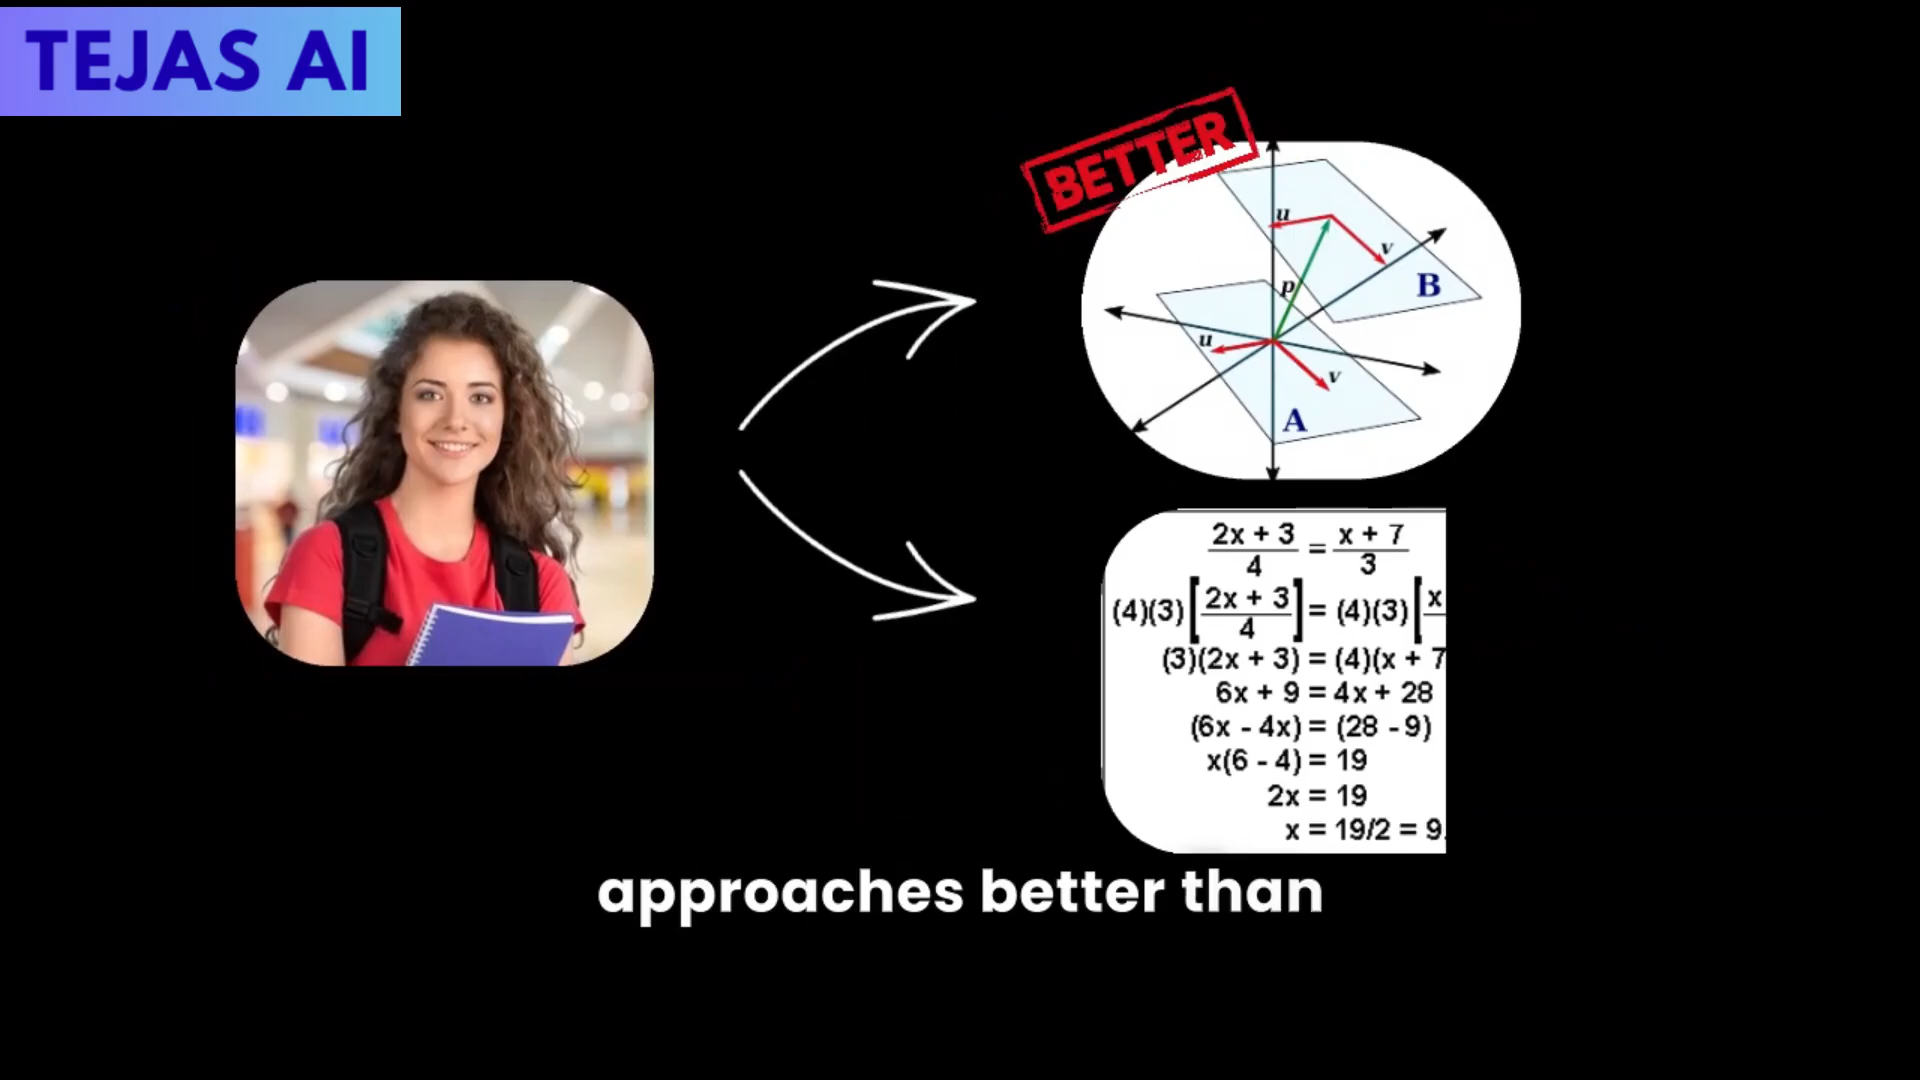 TEJAS AI
BETTER
u
v
p
B
u
v
A
2x + 3 = x + 7
4 3
(4)(3)[2x + 3] = (4)(3)[x
4
(3)(2x + 3) = (4)(x + 7
6x + 9 = 4x + 28
(6x - 4x) = (28 - 9)
x(6 - 4) = 19
2x = 19
x = 19/2 = 9.
approaches better than